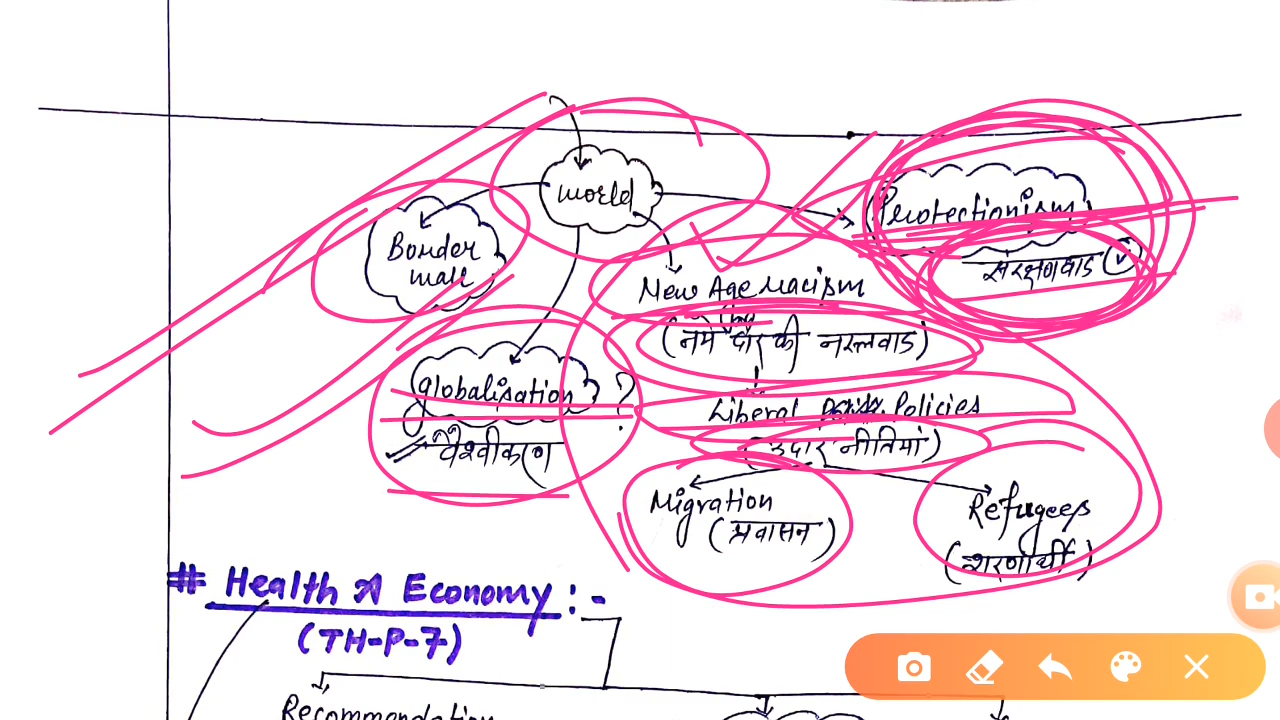 world
Border
wall
Protectionism
संरक्षणवाद
New Age Racism
(नये दौर की नस्लवाद)
Liberal Policies
(उदार नीतियां)
globalisation ?
वैश्वीकरण
Migration
(प्रवासन)
Refugees
(शरणार्थी)
# Health & Economy :-
(TH-P-7)
Recommendation